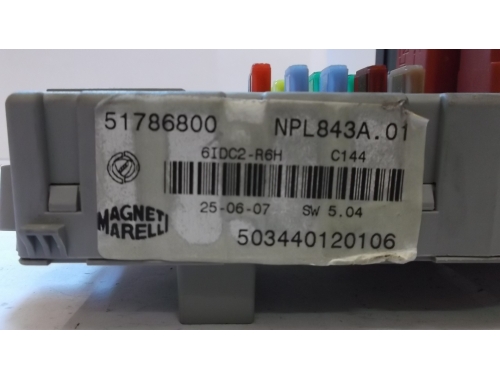 51786800 NPL843A.01
6IDC2-R6H C144
25-06-07 SW 5.04
MAGNETI
MARELLI
503440120106